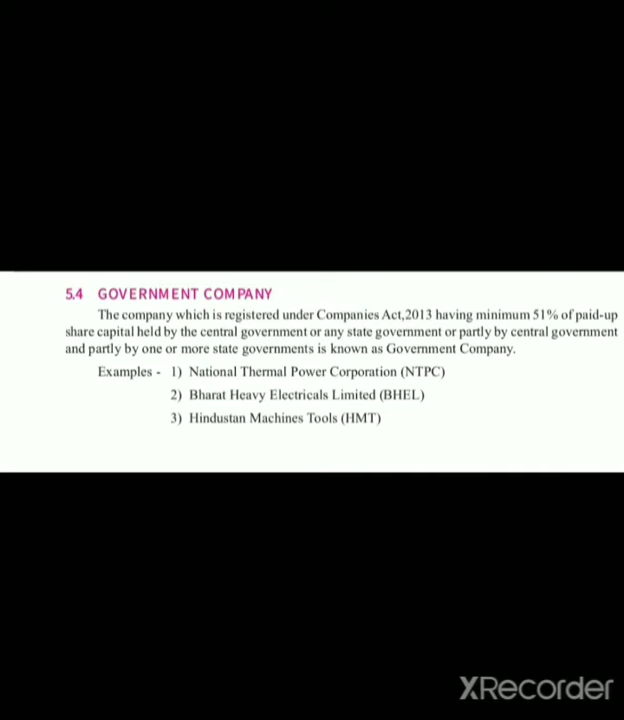 5.4 GOVERNMENT COMPANY
The company which is registered under Companies Act,2013 having minimum 51% of paid-up
share capital held by the central government or any state government or partly by central government
and partly by one or more state governments is known as Government Company.
Examples - 1) National Thermal Power Corporation (NTPC)
2) Bharat Heavy Electricals Limited (BHEL)
3) Hindustan Machines Tools (HMT)
XRecorder